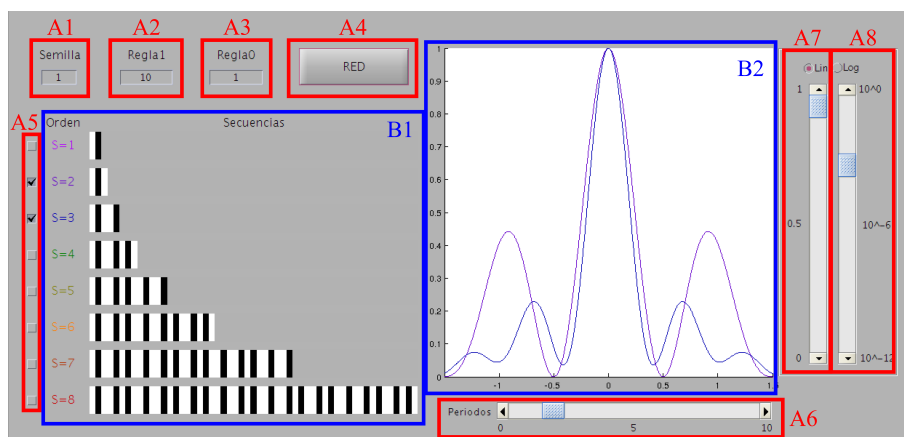 A1 A2 A3 A4 A7 A8
Semilla Regla1 Regla0
1 10 1 RED
B2
Lin Log
A5 Orden Secuencias B1
S=1
S=2
S=3
S=4
S=5
S=6
S=7
S=8
1
0.9
0.8
0.7
0.6
0.5
0.4
0.3
0.2
0.1
0
-1 -0.5 0 0.5 1
1 10^0
0.5 10^-6
0 10^-12
Periodos
0 5 10
A6